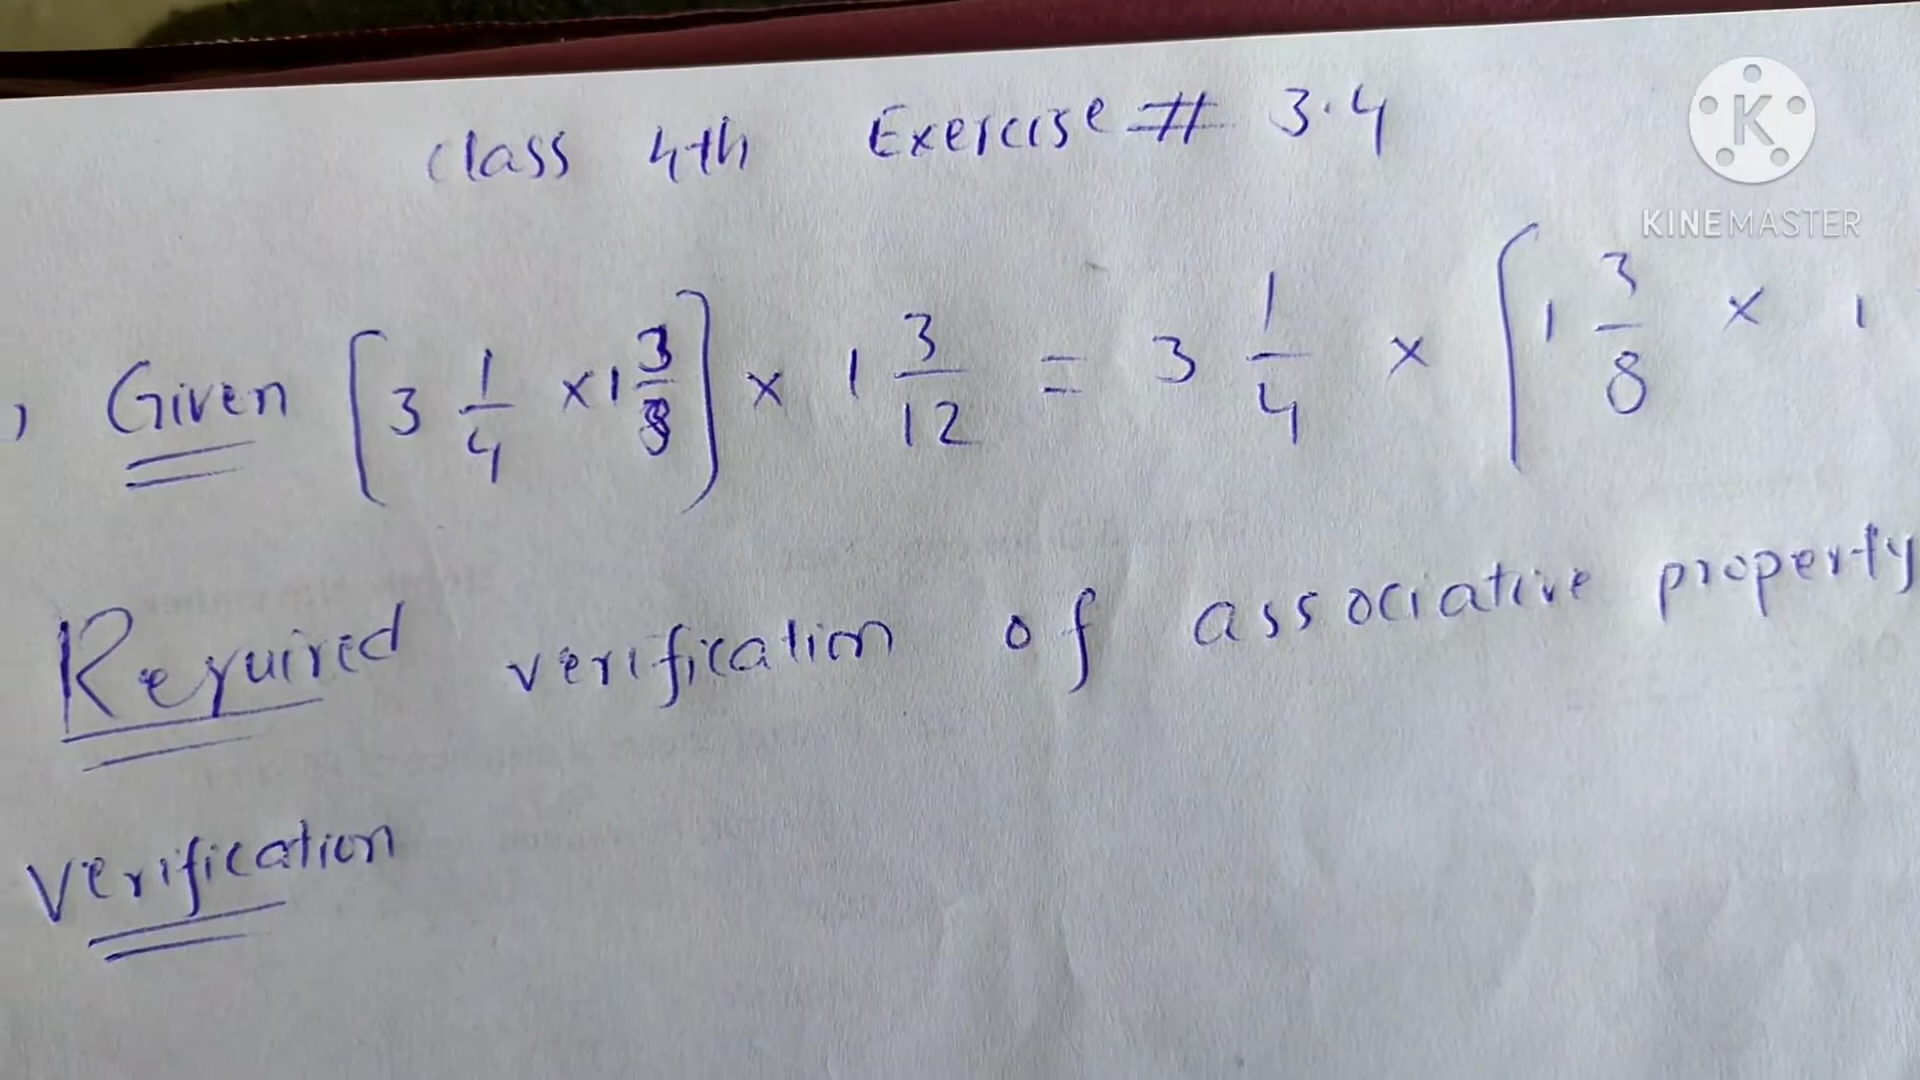 Class 4th Exercise # 3.4
K
KINEMASTER
, Given [3 1/4 × 1 3/8] × 1 3/12 = 3 1/4 × [1 3/8 × 1
Required verification of associative property
verification